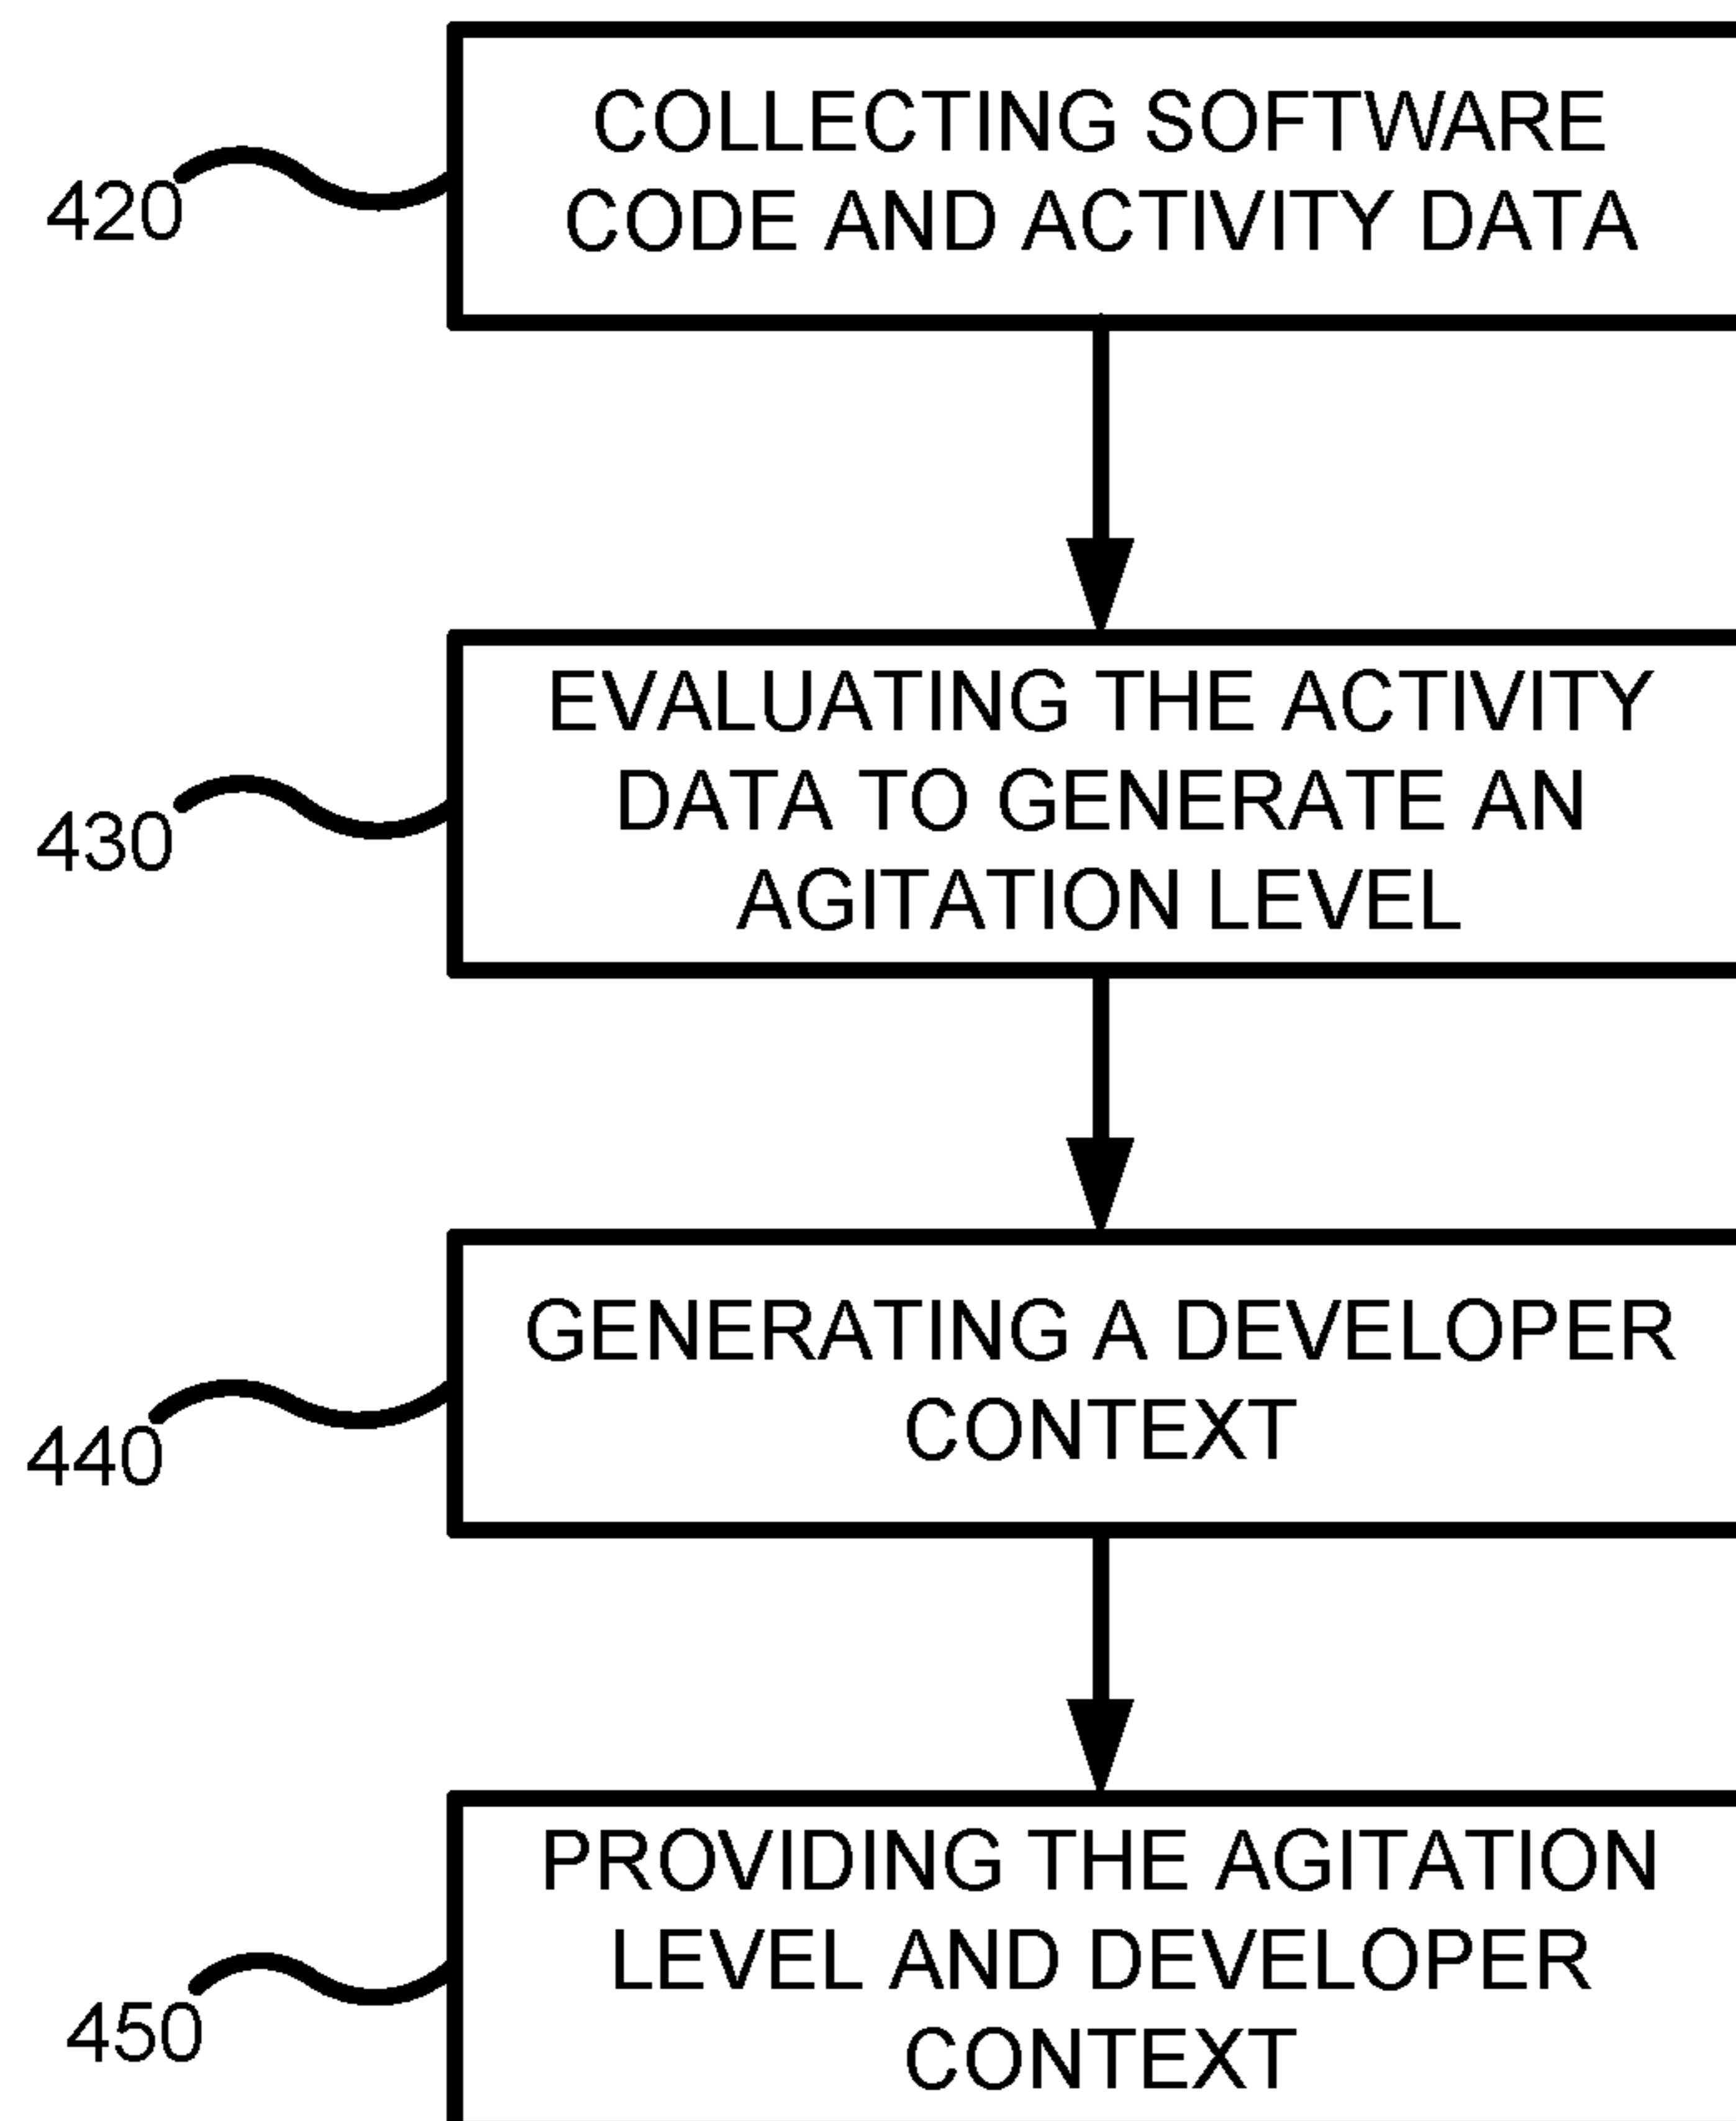 COLLECTING SOFTWARE
CODE AND ACTIVITY DATA
420
EVALUATING THE ACTIVITY
DATA TO GENERATE AN
AGITATION LEVEL
430
GENERATING A DEVELOPER
CONTEXT
440
PROVIDING THE AGITATION
LEVEL AND DEVELOPER
CONTEXT
450